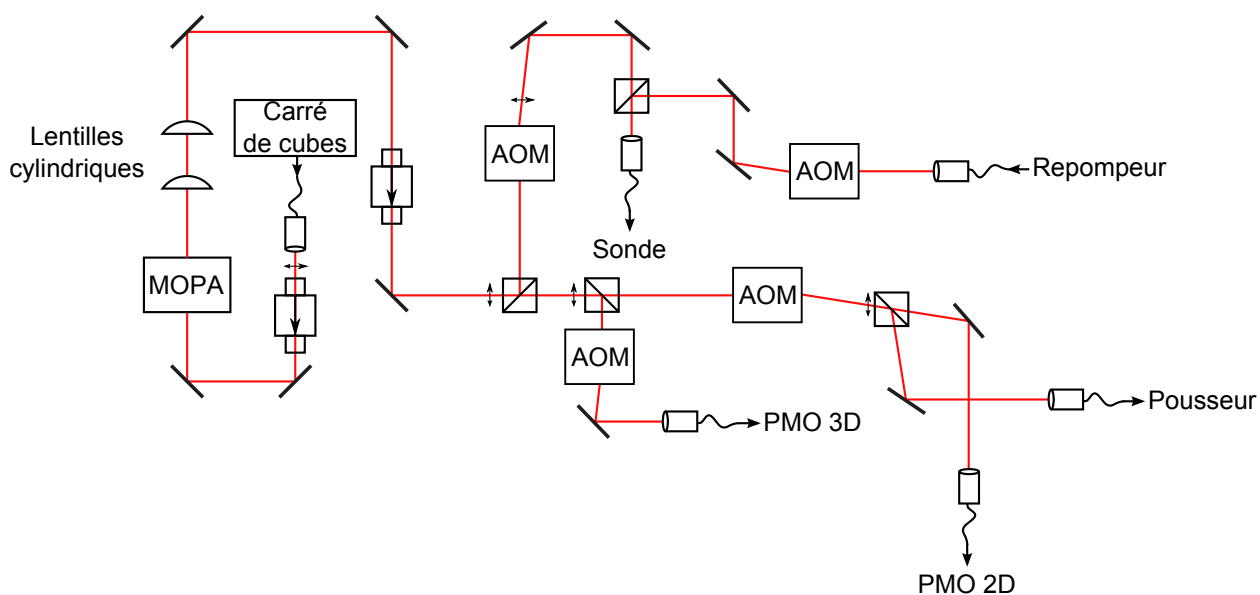 Carré
de cubes
Lentilles
cylindriques
AOM
AOM
Repompeur
Sonde
MOPA
AOM
AOM
Pousseur
PMO 3D
PMO 2D